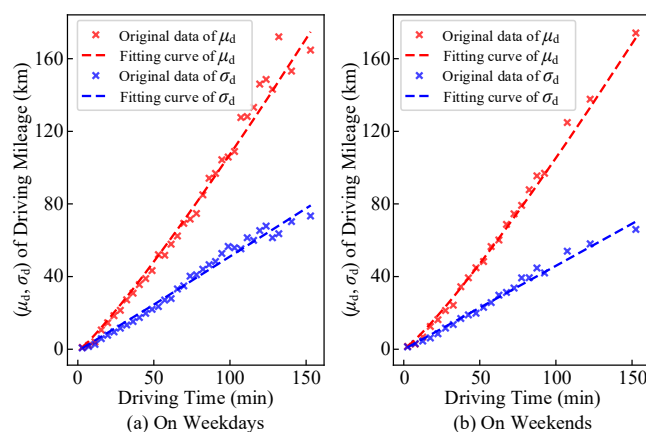 (μd, σd) of Driving Mileage (km)
160
120
80
40
0
Original data of μd
Fitting curve of μd
Original data of σd
Fitting curve of σd
0
50
100
150
Driving Time (min)
(a) On Weekdays
(μd, σd) of Driving Mileage (km)
160
120
80
40
0
Original data of μd
Fitting curve of μd
Original data of σd
Fitting curve of σd
0
50
100
150
Driving Time (min)
(b) On Weekends